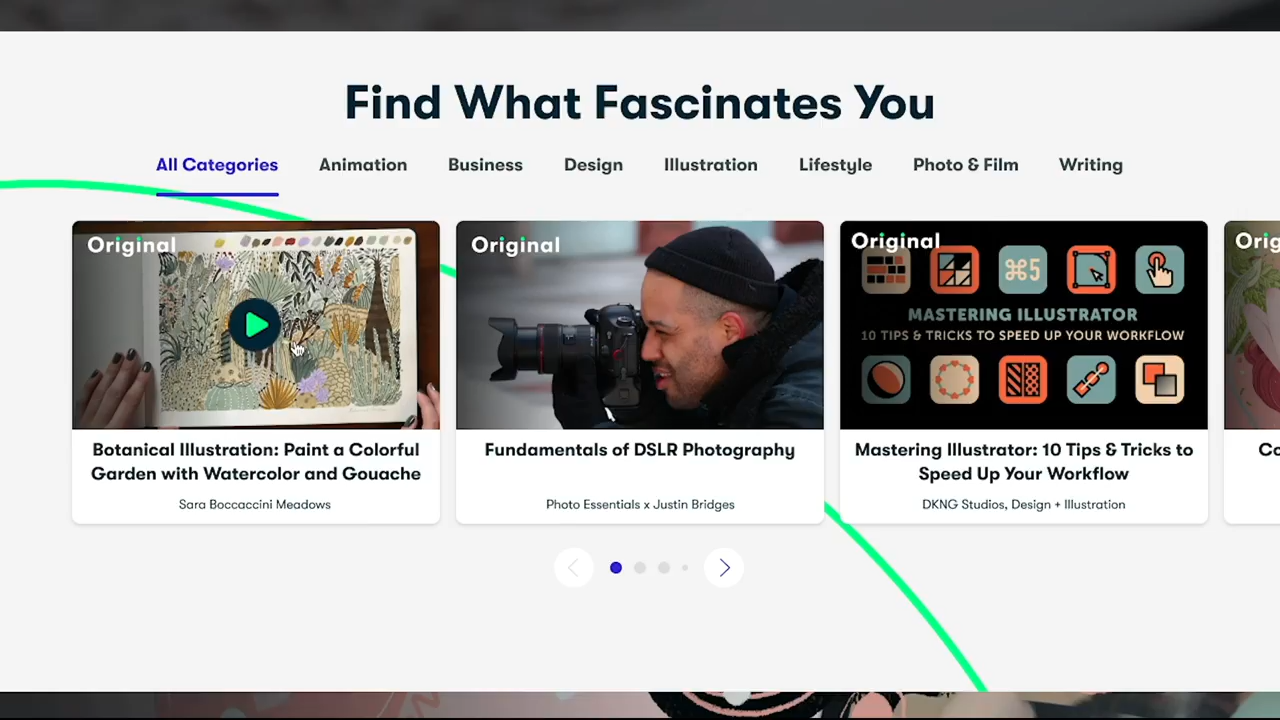 Find What Fascinates You
All Categories Animation Business Design Illustration Lifestyle Photo & Film Writing
Original
Original
Original
Orig
⌘5
MASTERING ILLUSTRATOR
10 TIPS & TRICKS TO SPEED UP YOUR WORKFLOW
Botanical Illustration: Paint a Colorful
Garden with Watercolor and Gouache
Sara Boccaccini Meadows
Fundamentals of DSLR Photography
Photo Essentials x Justin Bridges
Mastering Illustrator: 10 Tips & Tricks to
Speed Up Your Workflow
DKNG Studios, Design + Illustration
Co